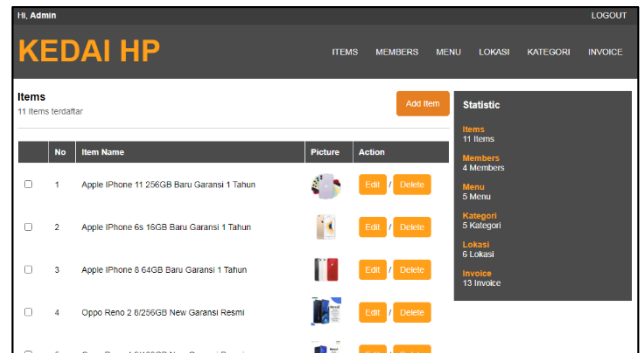 Hi, Admin
LOGOUT
KEDAI HP
ITEMS MEMBERS MENU LOKASI KATEGORI INVOICE
Items
11 Items terdaftar
Add Item
No Item Name Picture Action
1 Apple IPhone 11 256GB Baru Garansi 1 Tahun Edit / Delete
2 Apple IPhone 6s 16GB Baru Garansi 1 Tahun Edit / Delete
3 Apple IPhone 8 64GB Baru Garansi 1 Tahun Edit / Delete
4 Oppo Reno 2 8/256GB New Garansi Resmi Edit / Delete
Statistic
Items
11 Items
Members
4 Members
Menu
5 Menu
Kategori
5 Kategori
Lokasi
6 Lokasi
Invoice
13 Invoice